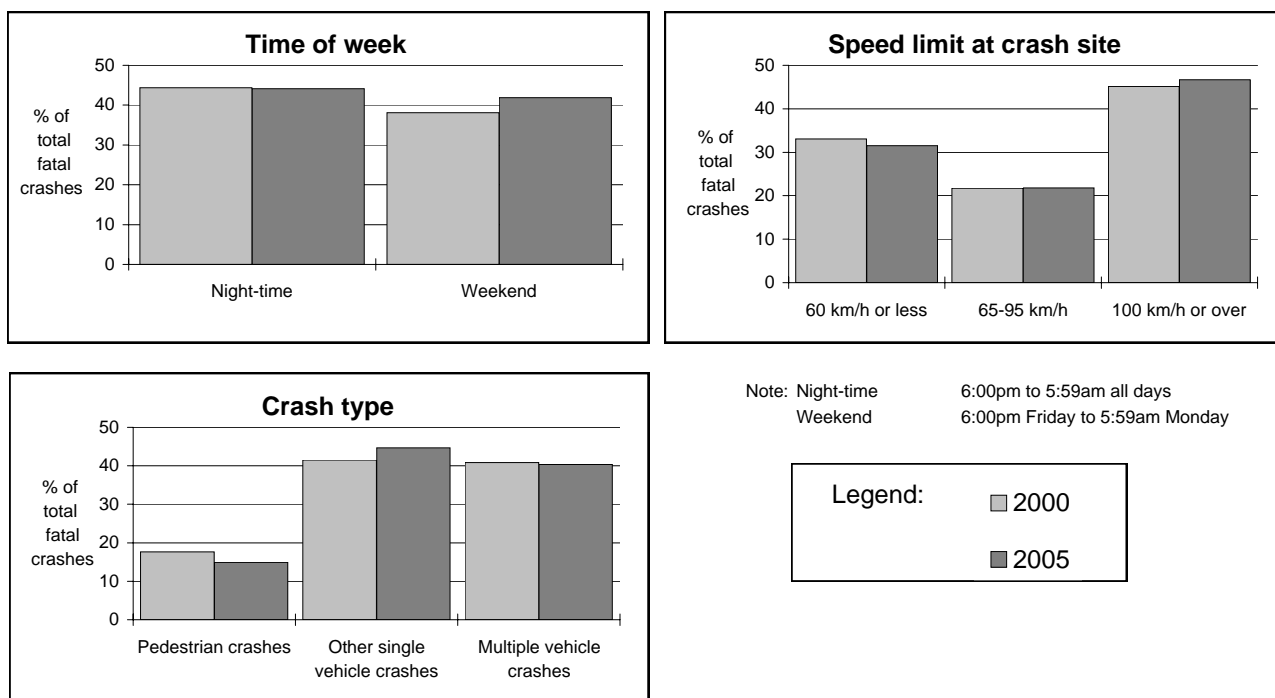 Time of week
50
40
30
20
10
0
% of
total
fatal
crashes
Night-time
Weekend
Speed limit at crash site
50
40
30
20
10
0
% of
total
fatal
crashes
60 km/h or less
65-95 km/h
100 km/h or over
Crash type
50
40
30
20
10
0
% of
total
fatal
crashes
Pedestrian crashes
Other single
vehicle crashes
Multiple vehicle
crashes
Note: Night-time 6:00pm to 5:59am all days
Weekend 6:00pm Friday to 5:59am Monday
Legend:
2000
2005